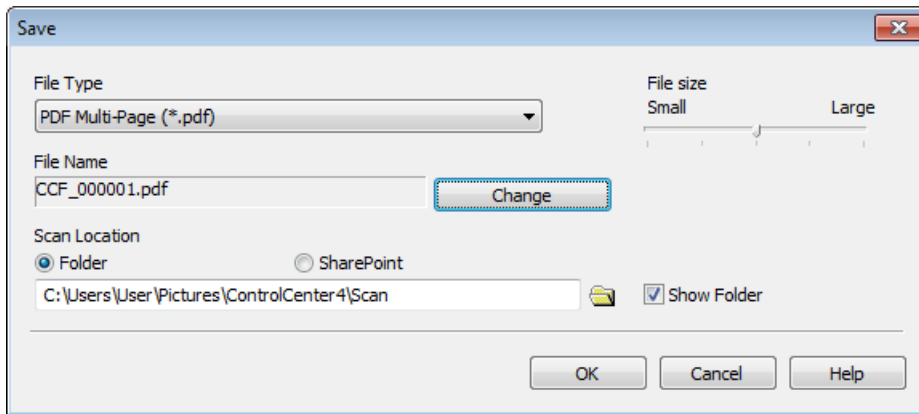 Save
File Type
PDF Multi-Page (*.pdf)
File size
Small Large
File Name
CCF_000001.pdf
Change
Scan Location
Folder SharePoint
C:\Users\User\Pictures\ControlCenter4\Scan
Show Folder
OK Cancel Help